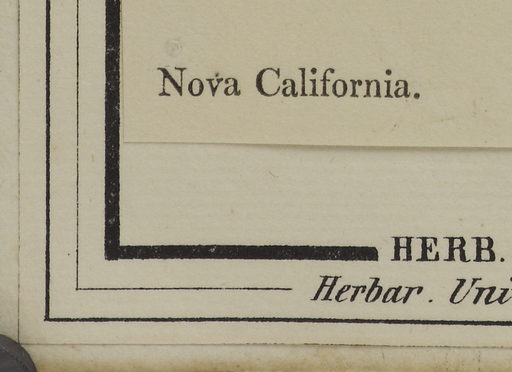 Nova California.
HERB.
Herbar. Uni